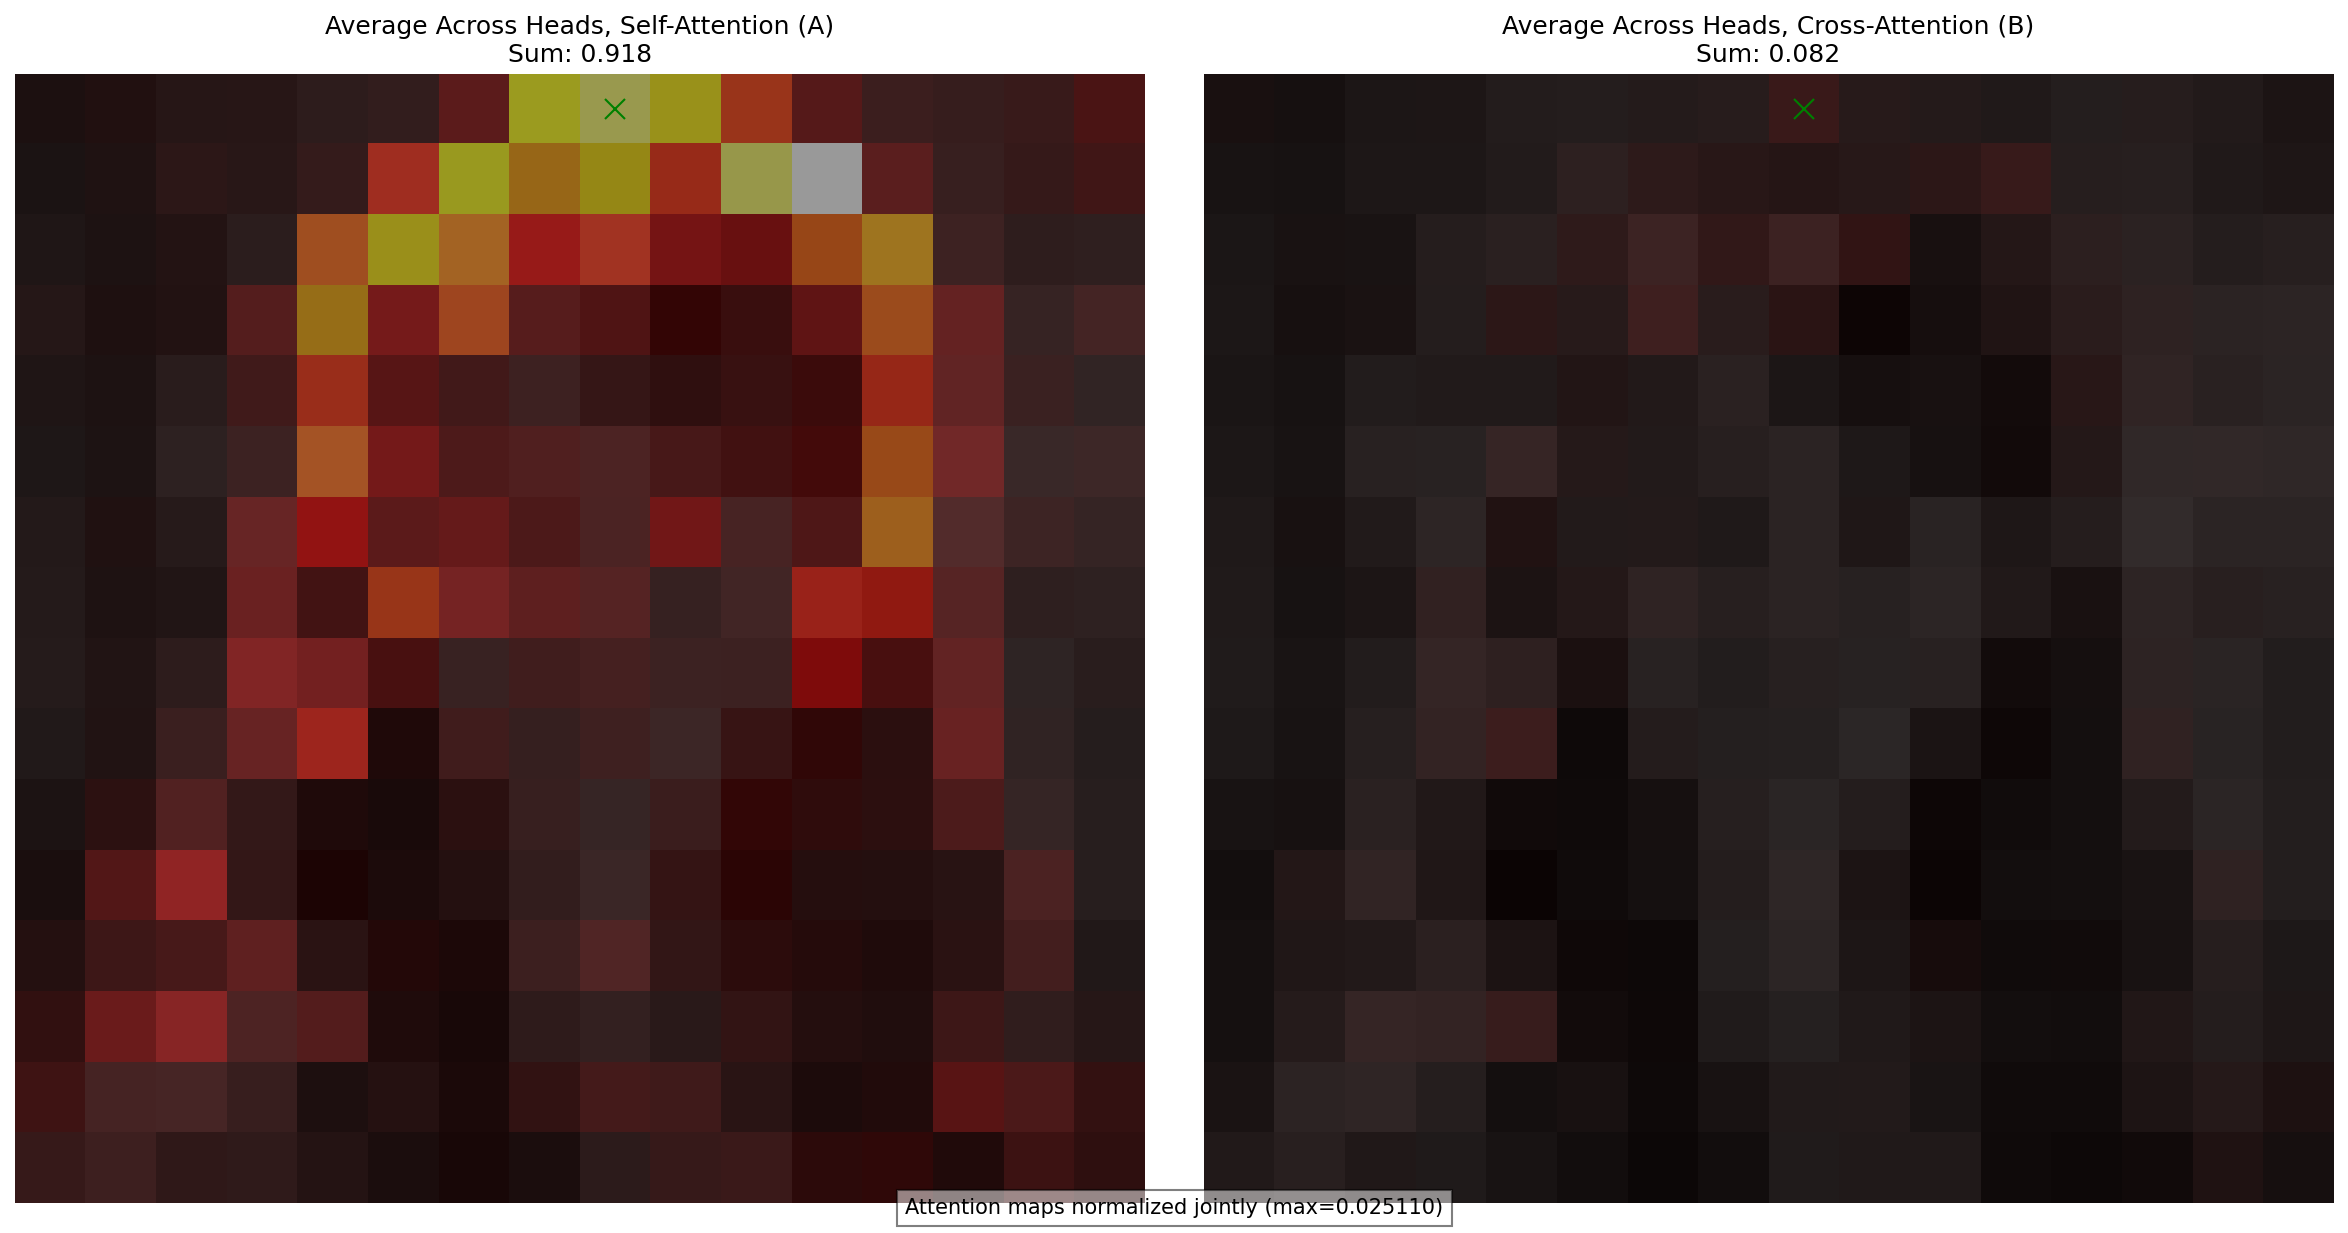 Average Across Heads, Self-Attention (A)
Sum: 0.918
Average Across Heads, Cross-Attention (B)
Sum: 0.082
Attention maps normalized jointly (max=0.025110)